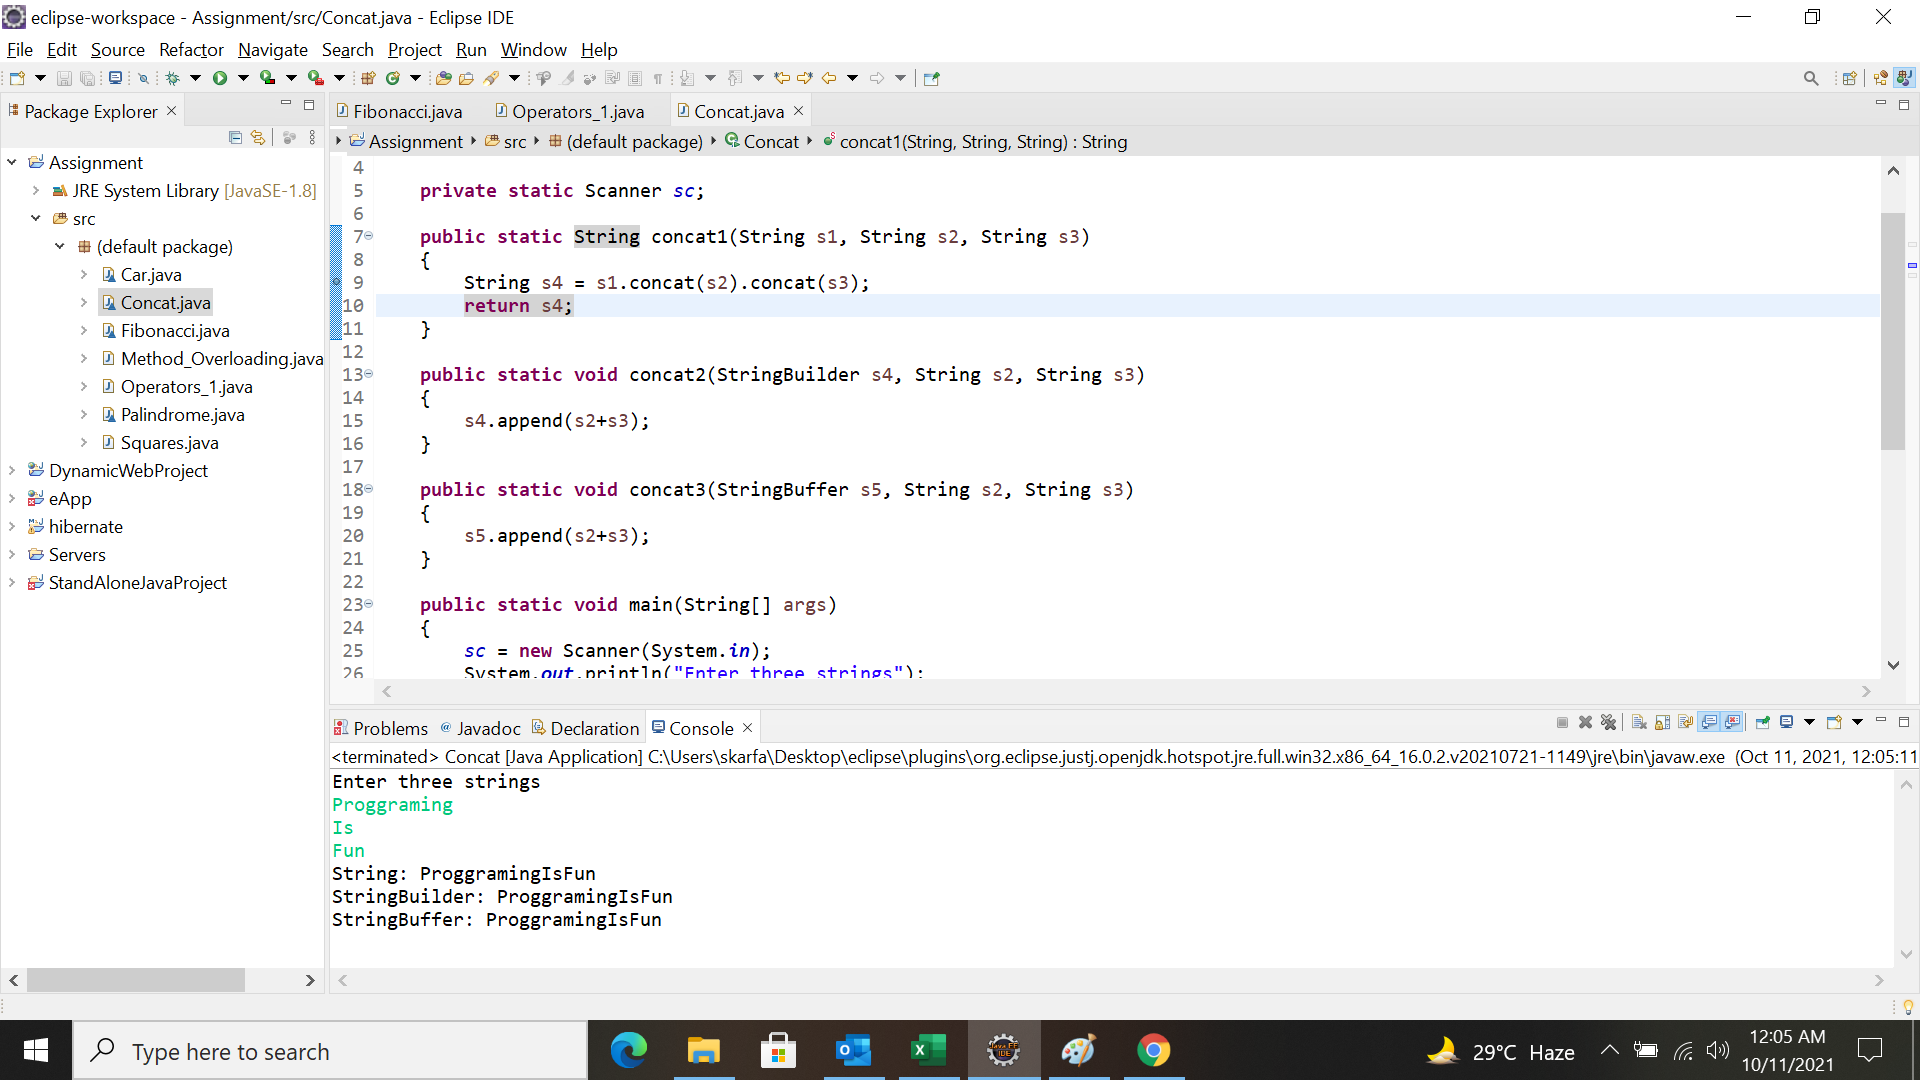 eclipse-workspace - Assignment/src/Concat.java - Eclipse IDE
File Edit Source Refactor Navigate Search Project Run Window Help
Package Explorer
Assignment
JRE System Library [JavaSE-1.8]
src
(default package)
Car.java
Concat.java
Fibonacci.java
Method_Overloading.java
Operators_1.java
Palindrome.java
Squares.java
DynamicWebProject
eApp
hibernate
Servers
StandAloneJavaProject
Fibonacci.java Operators_1.java Concat.java
Assignment src (default package) Concat concat1(String, String, String) : String
4
5 private static Scanner sc;
6
7 public static String concat1(String s1, String s2, String s3)
8 {
9 String s4 = s1.concat(s2).concat(s3);
10 return s4;
11 }
12
13 public static void concat2(StringBuilder s4, String s2, String s3)
14 {
15 s4.append(s2+s3);
16 }
17
18 public static void concat3(StringBuffer s5, String s2, String s3)
19 {
20 s5.append(s2+s3);
21 }
22
23 public static void main(String[] args)
24 {
25 sc = new Scanner(System.in);
26 System.out.println("Enter three strings");
Problems Javadoc Declaration Console
<terminated> Concat [Java Application] C:\Users\skarfa\Desktop\eclipse\plugins\org.eclipse.justj.openjdk.hotspot.jre.full.win32.x86_64_16.0.2.v20210721-1149\jre\bin\javaw.exe (Oct 11, 2021, 12:05:11
Enter three strings
Proggraming
Is
Fun
String: ProggramingIsFun
StringBuilder: ProggramingIsFun
StringBuffer: ProggramingIsFun
Type here to search
29°C Haze
12:05 AM
10/11/2021